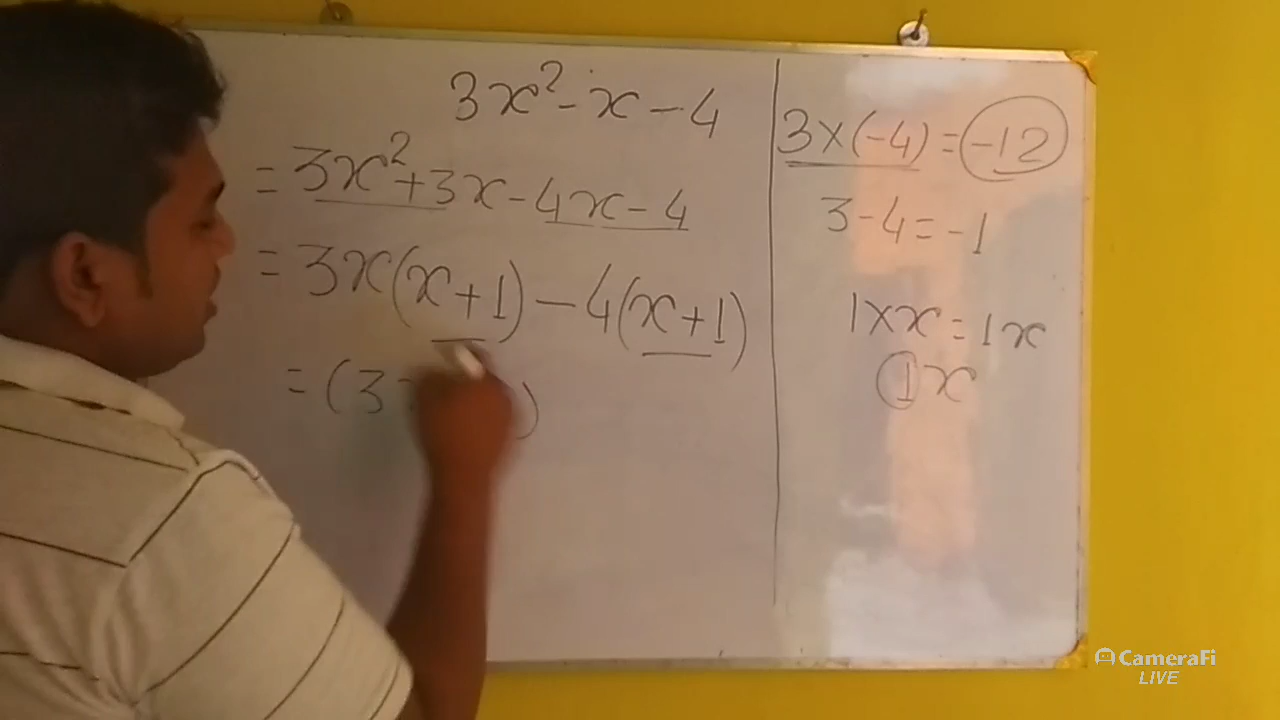 3x² - x - 4
= 3x² + 3x - 4x - 4
= 3x(x+1) - 4(x+1)
= (3
)
3×(-4) = -12
3 - 4 = -1
1×x = 1x
1x
CameraFi
LIVE